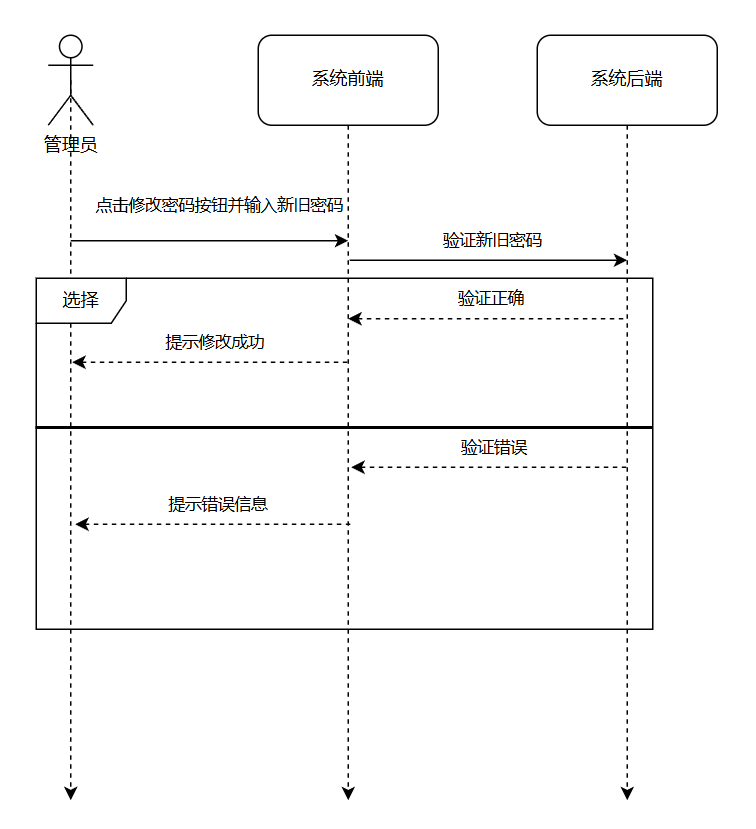 系统前端
系统后端
管理员
点击修改密码按钮并输入新旧密码
验证新旧密码
选择
验证正确
提示修改成功
验证错误
提示错误信息